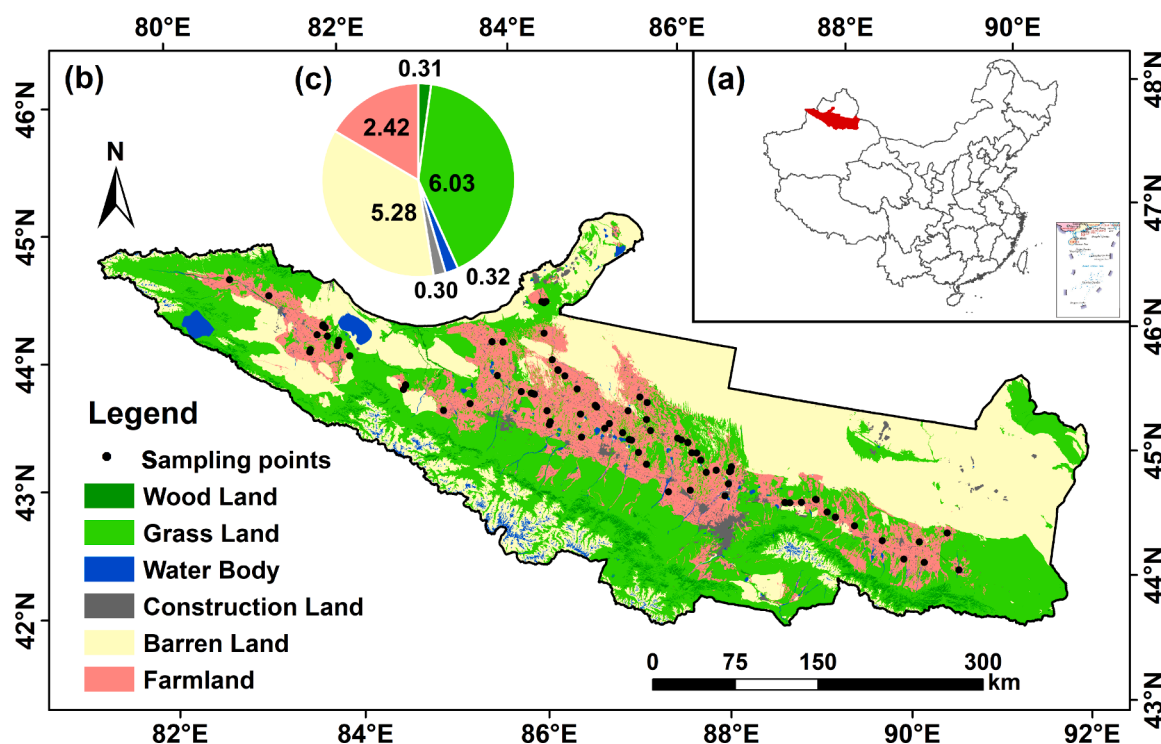 80°E 82°E 84°E 86°E 88°E 90°E
(b)
(c)
(a)
0.31
2.42
6.03
5.28
0.32
0.30
N
46°N
45°N
44°N
43°N
42°N
48°N
47°N
46°N
45°N
44°N
43°N
Legend
Sampling points
Wood Land
Grass Land
Water Body
Construction Land
Barren Land
Farmland
0 75 150 300
km
82°E 84°E 86°E 88°E 90°E 92°E